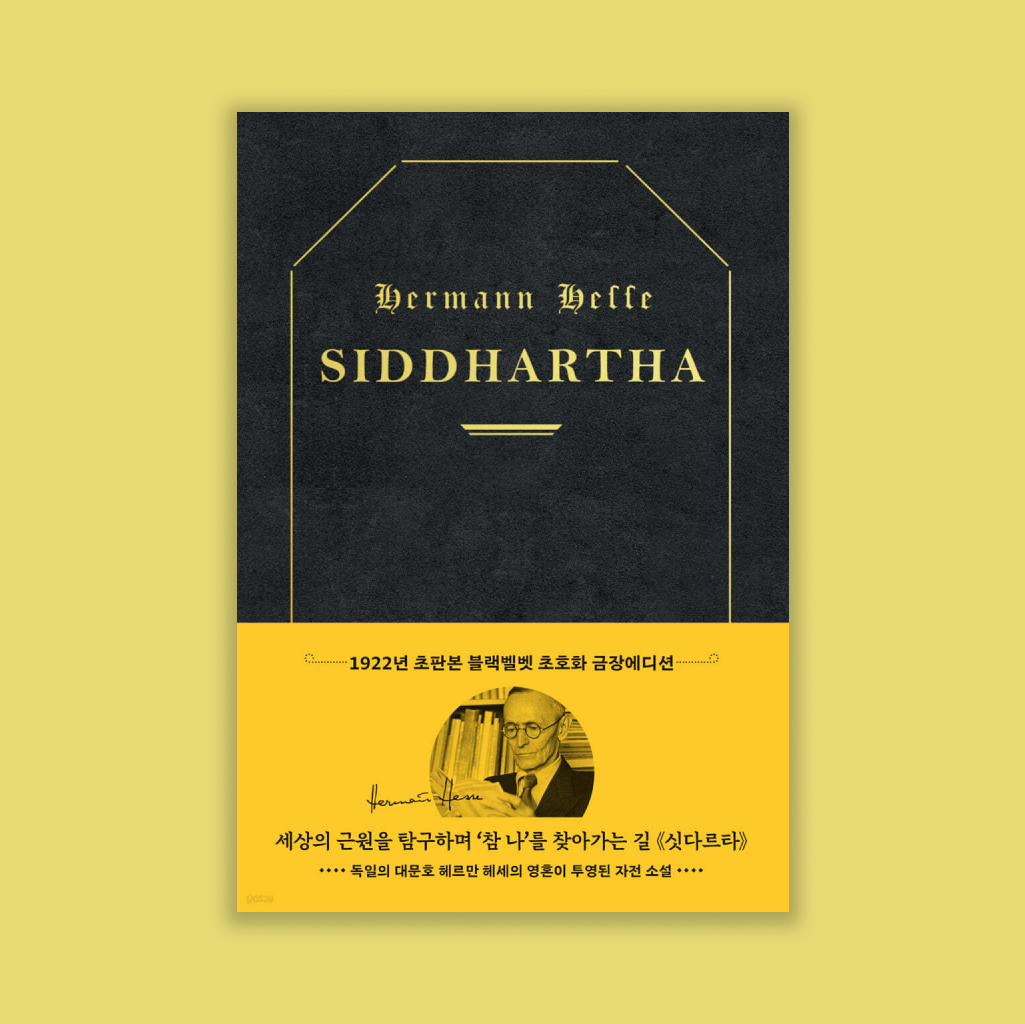 Hermann Heſſe
SIDDHARTHA
1922년 초판본 블랙벨벳 초호화 금장에디션
Hermann Hesse
세상의 근원을 탐구하며 ‘참 나’를 찾아가는 길 《싯다르타》
•••• 독일의 대문호 헤르만 헤세의 영혼이 투영된 자전 소설 ••••